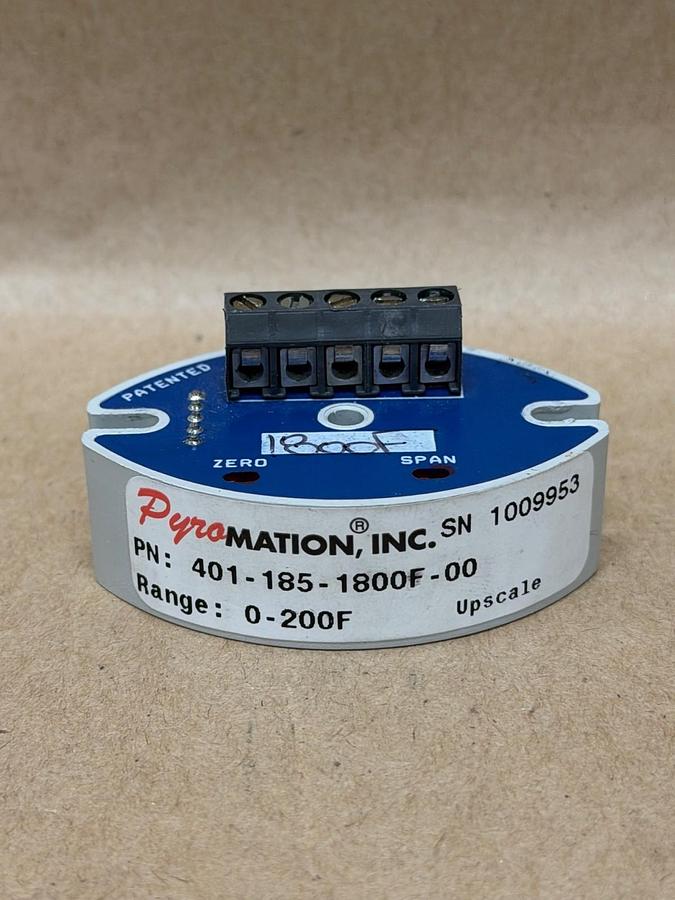 PATENTED
1800F
ZERO SPAN
PyroMATION, INC.® SN 1009953
PN: 401-185-1800F-00
Range: 0-200F Upscale